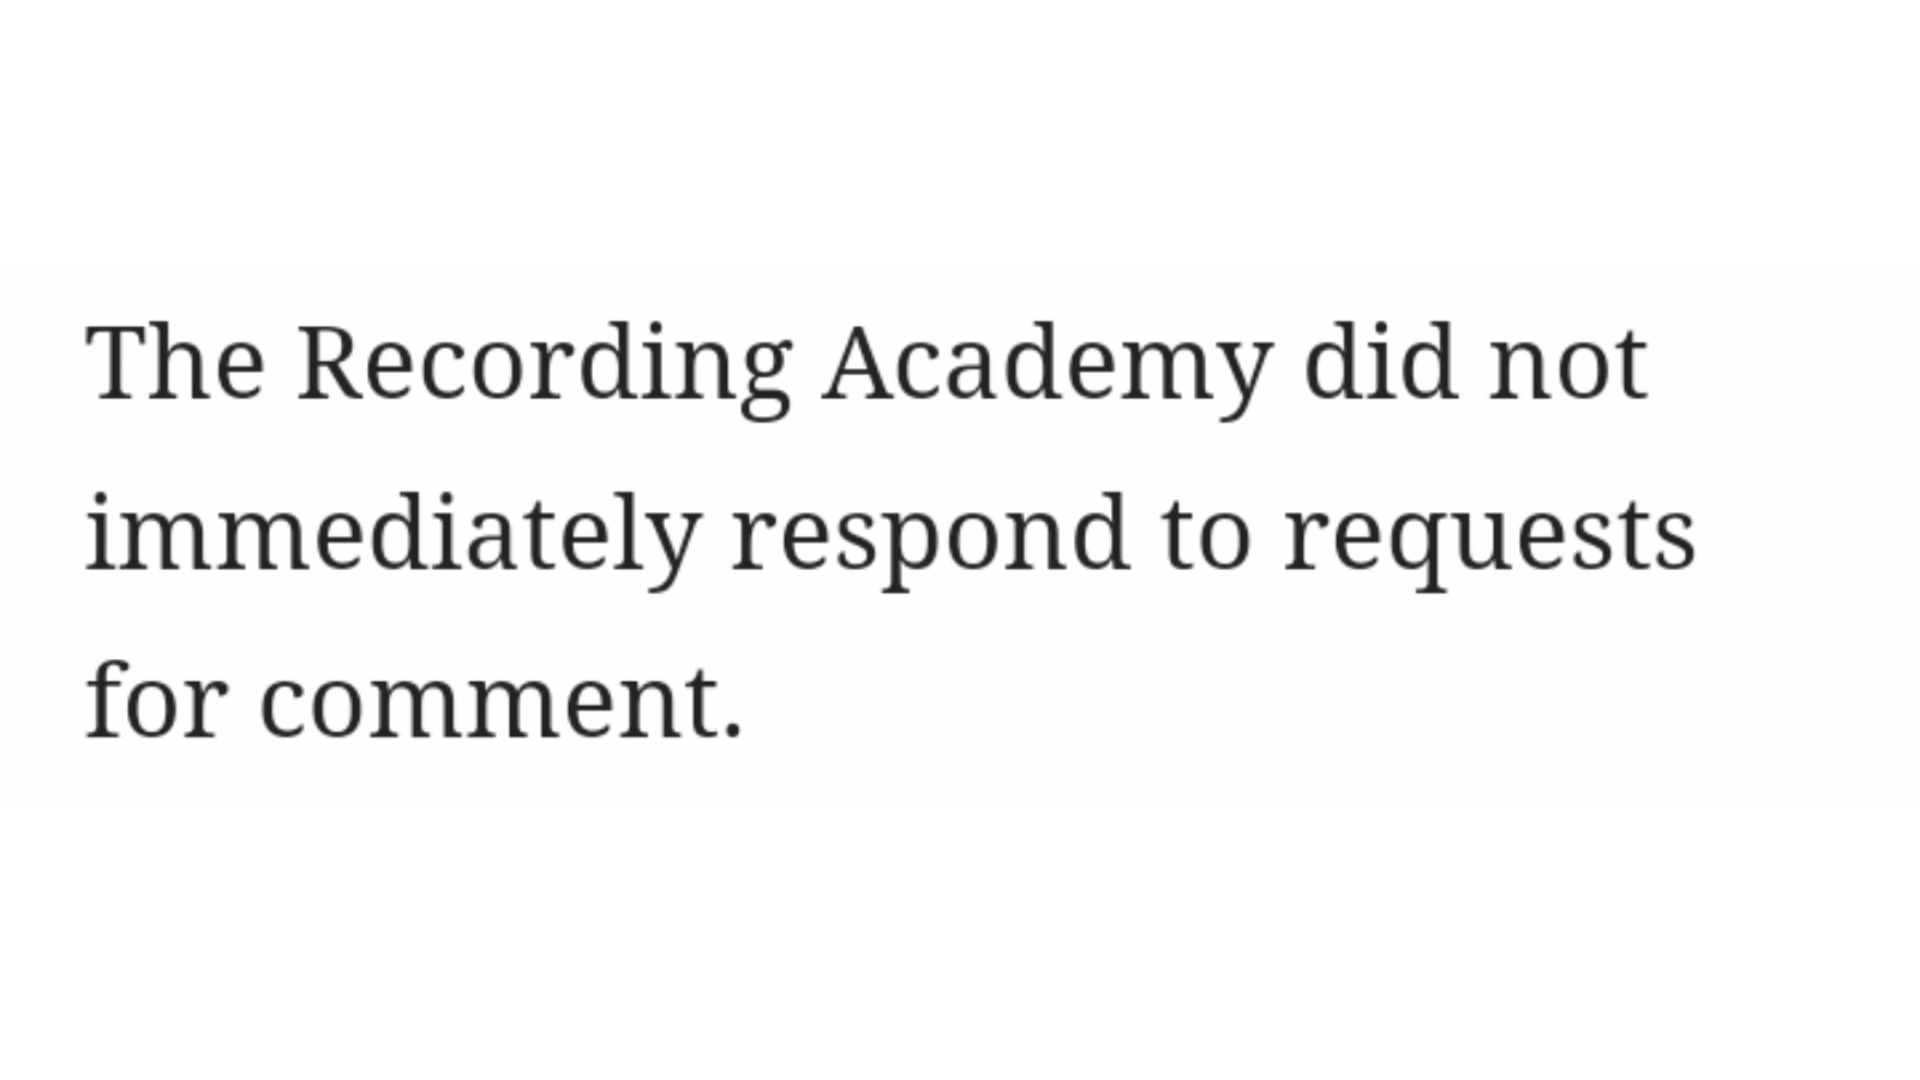 The Recording Academy did not
immediately respond to requests
for comment.